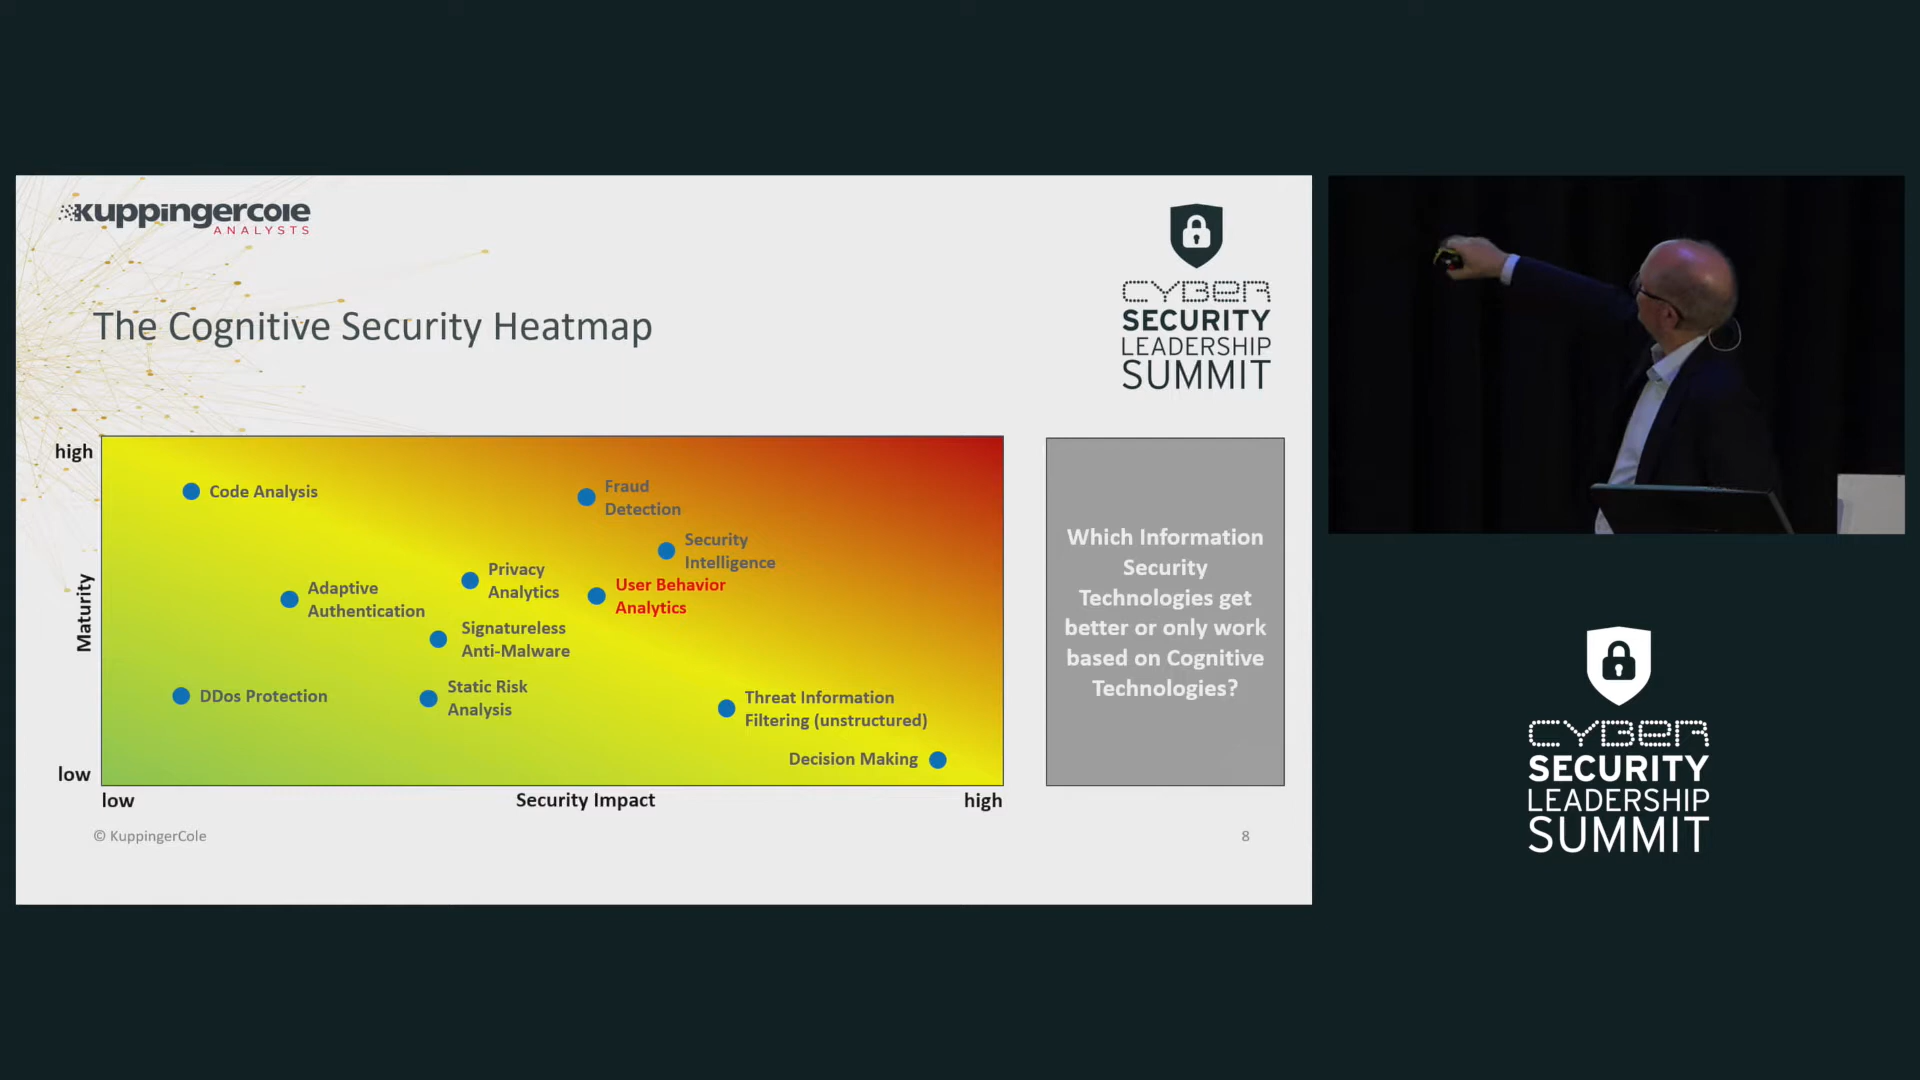 kuppingercole
ANALYSTS
CYBER
SECURITY
LEADERSHIP
SUMMIT
The Cognitive Security Heatmap
high
Code Analysis
Fraud
Detection
Security
Intelligence
Privacy
Analytics
User Behavior
Analytics
Adaptive
Authentication
Signatureless
Anti-Malware
Maturity
DDos Protection
Static Risk
Analysis
Threat Information
Filtering (unstructured)
Decision Making
low
low
Security Impact
high
Which Information
Security
Technologies get
better or only work
based on Cognitive
Technologies?
© KuppingerCole
8
CYBER
SECURITY
LEADERSHIP
SUMMIT